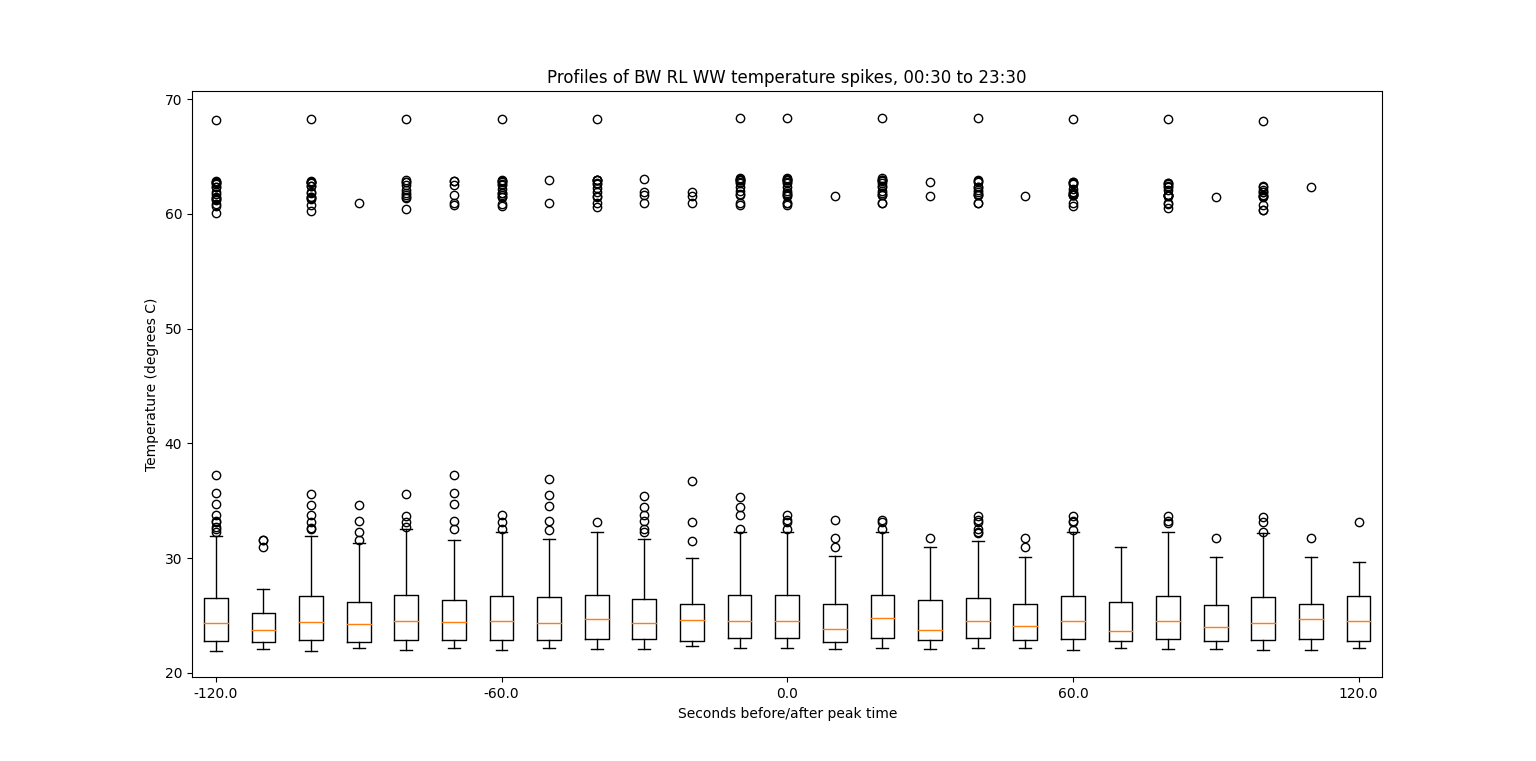 Profiles of BW RL WW temperature spikes, 00:30 to 23:30
70
60
50
40
30
20
Temperature (degrees C)
-120.0 -60.0 0.0 60.0 120.0
Seconds before/after peak time